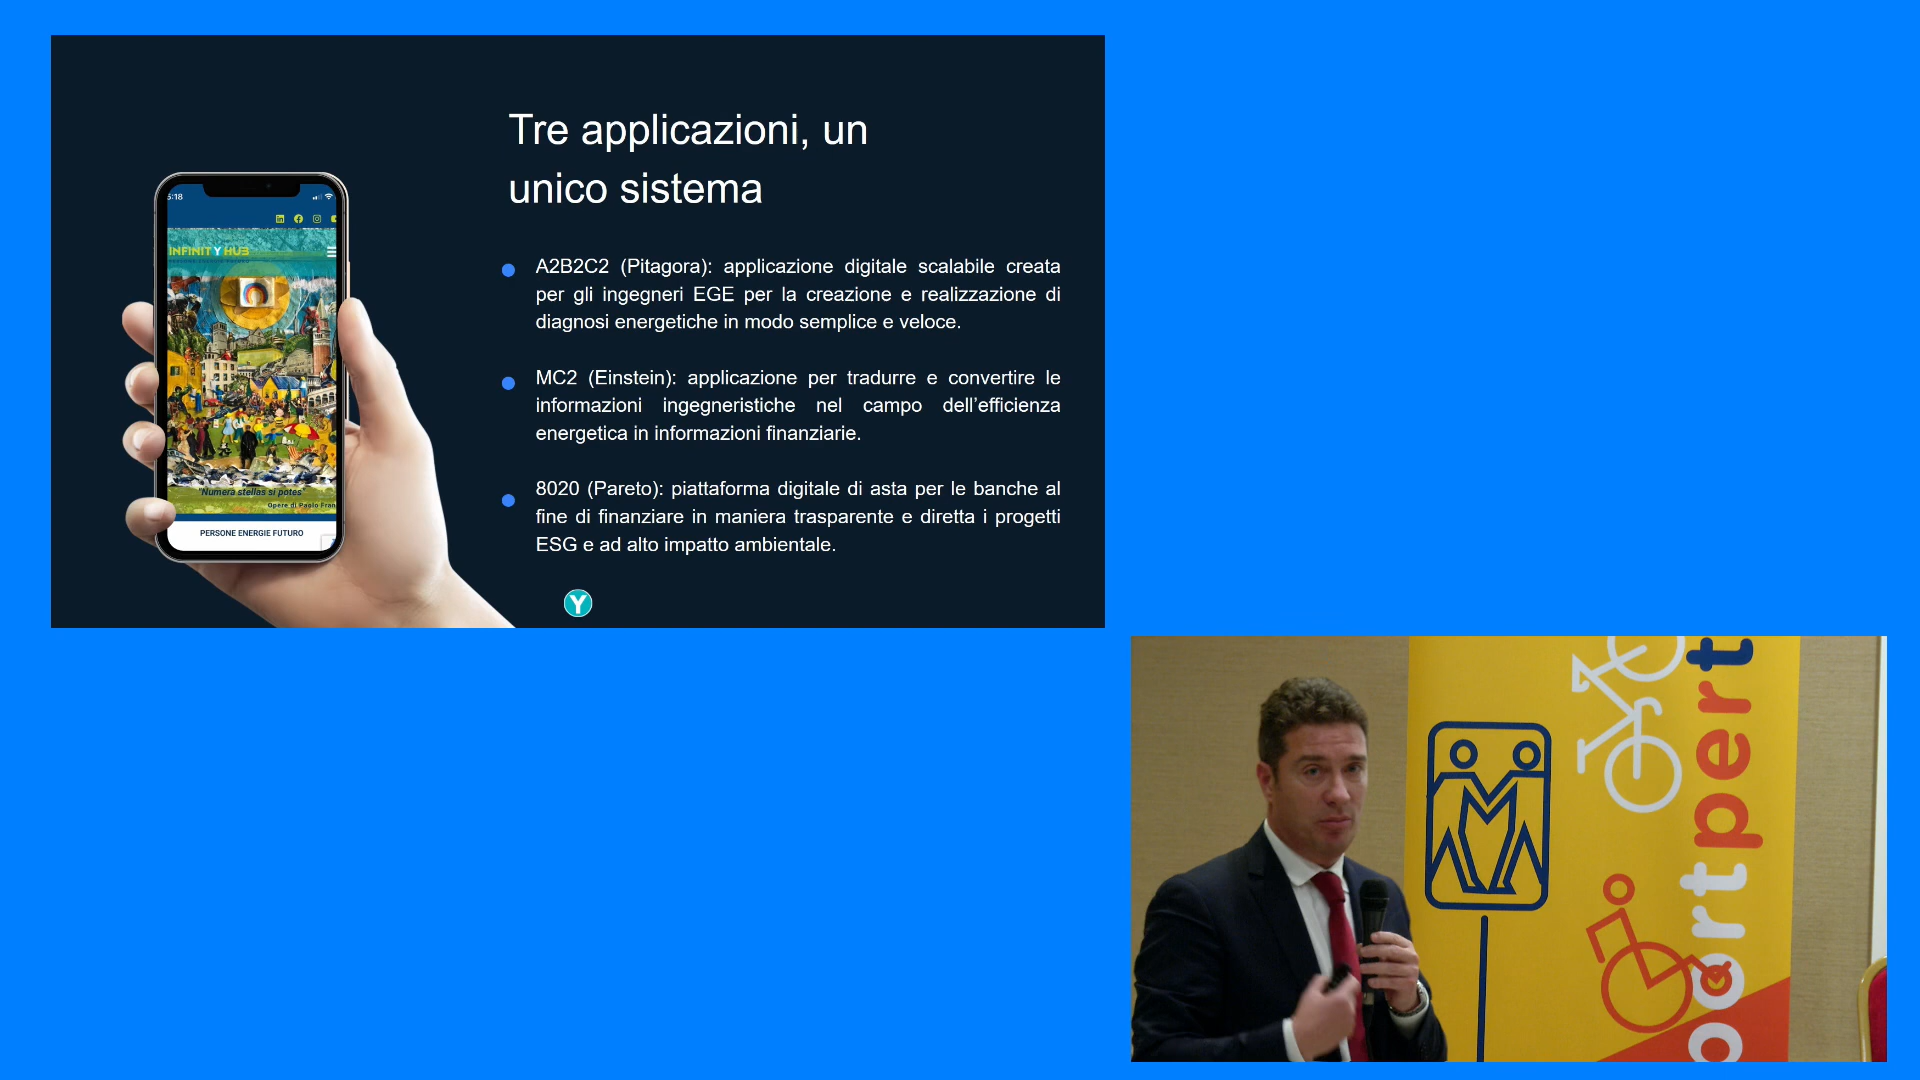 Tre applicazioni, un
unico sistema
A2B2C2 (Pitagora): applicazione digitale scalabile creata
per gli ingegneri EGE per la creazione e realizzazione di
diagnosi energetiche in modo semplice e veloce.
MC2 (Einstein): applicazione per tradurre e convertire le
informazioni ingegneristiche nel campo dell’efficienza
energetica in informazioni finanziarie.
8020 (Pareto): piattaforma digitale di asta per le banche al
fine di finanziare in maniera trasparente e diretta i progetti
ESG e ad alto impatto ambientale.
Y
5:18
INFINITY HUB
"Numera stellas si potes"
Opere di Paolo Fran
PERSONE ENERGIE FUTURO
port
pert